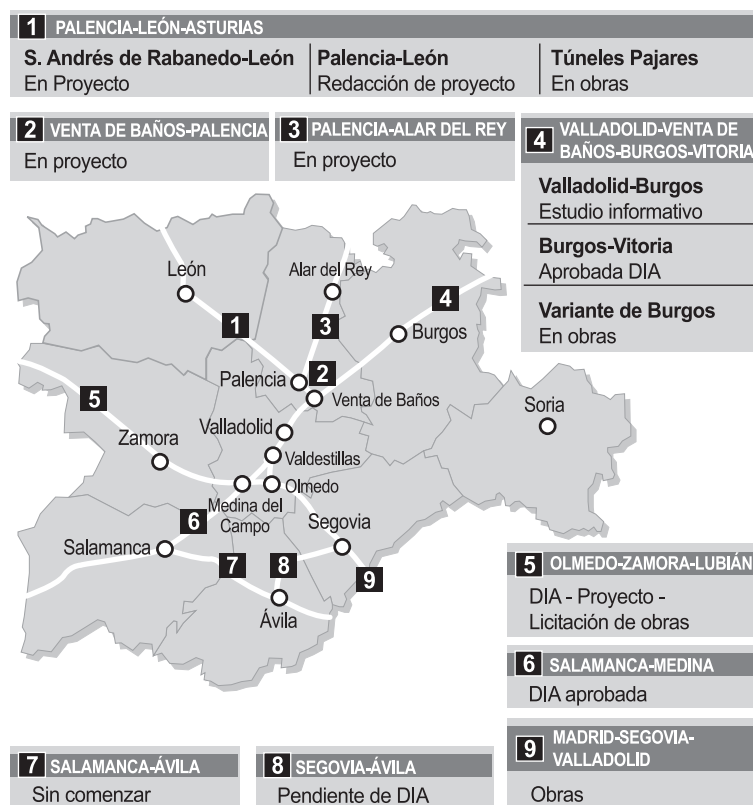 1 PALENCIA-LEÓN-ASTURIAS
S. Andrés de Rabanedo-León
En Proyecto
Palencia-León
Redacción de proyecto
Túneles Pajares
En obras
2 VENTA DE BAÑOS-PALENCIA
En proyecto
3 PALENCIA-ALAR DEL REY
En proyecto
4 VALLADOLID-VENTA DE
BAÑOS-BURGOS-VITORIA
Valladolid-Burgos
Estudio informativo
Burgos-Vitoria
Aprobada DIA
Variante de Burgos
En obras
León
Alar del Rey
4
1
3
Burgos
Palencia
2
Venta de Baños
5
Soria
Valladolid
Zamora
Valdestillas
Olmedo
Medina del
Campo
6
Segovia
Salamanca
7
8
9
Ávila
5 OLMEDO-ZAMORA-LUBIÁN
DIA - Proyecto -
Licitación de obras
6 SALAMANCA-MEDINA
DIA aprobada
7 SALAMANCA-ÁVILA
Sin comenzar
8 SEGOVIA-ÁVILA
Pendiente de DIA
9 MADRID-SEGOVIA-
VALLADOLID
Obras